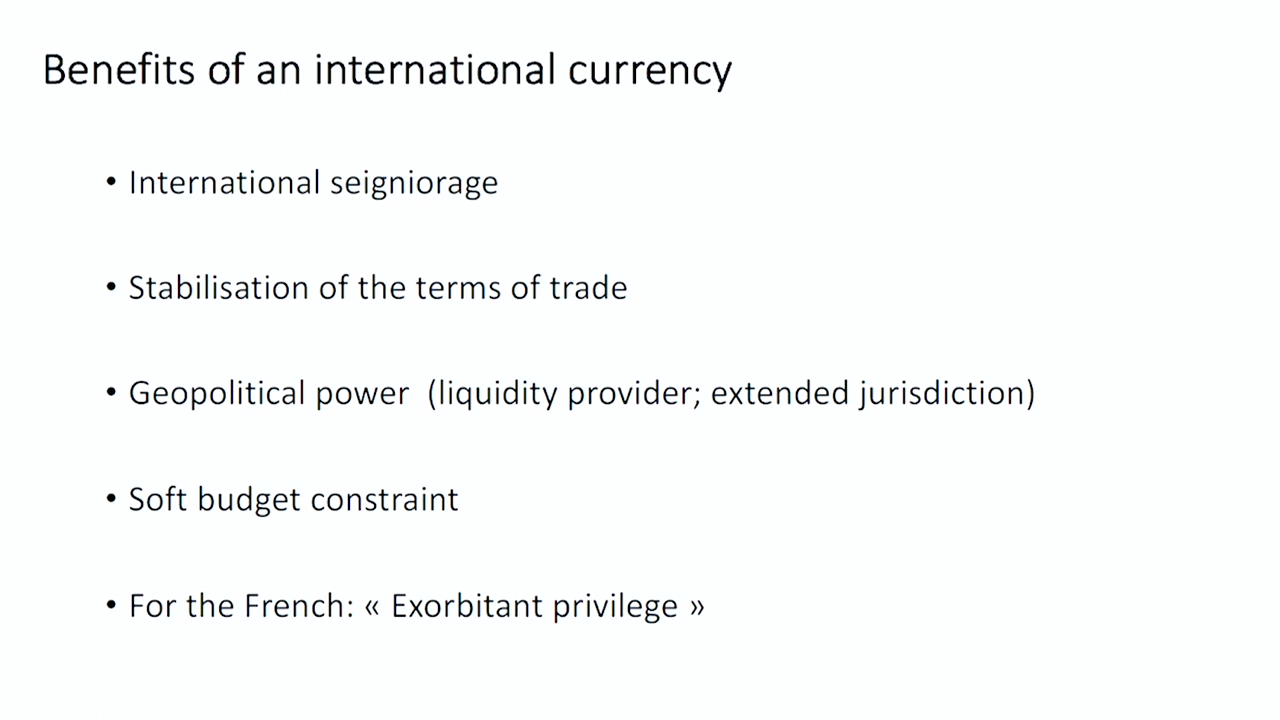 Benefits of an international currency
• International seigniorage
• Stabilisation of the terms of trade
• Geopolitical power  (liquidity provider; extended jurisdiction)
• Soft budget constraint
• For the French: « Exorbitant privilege »